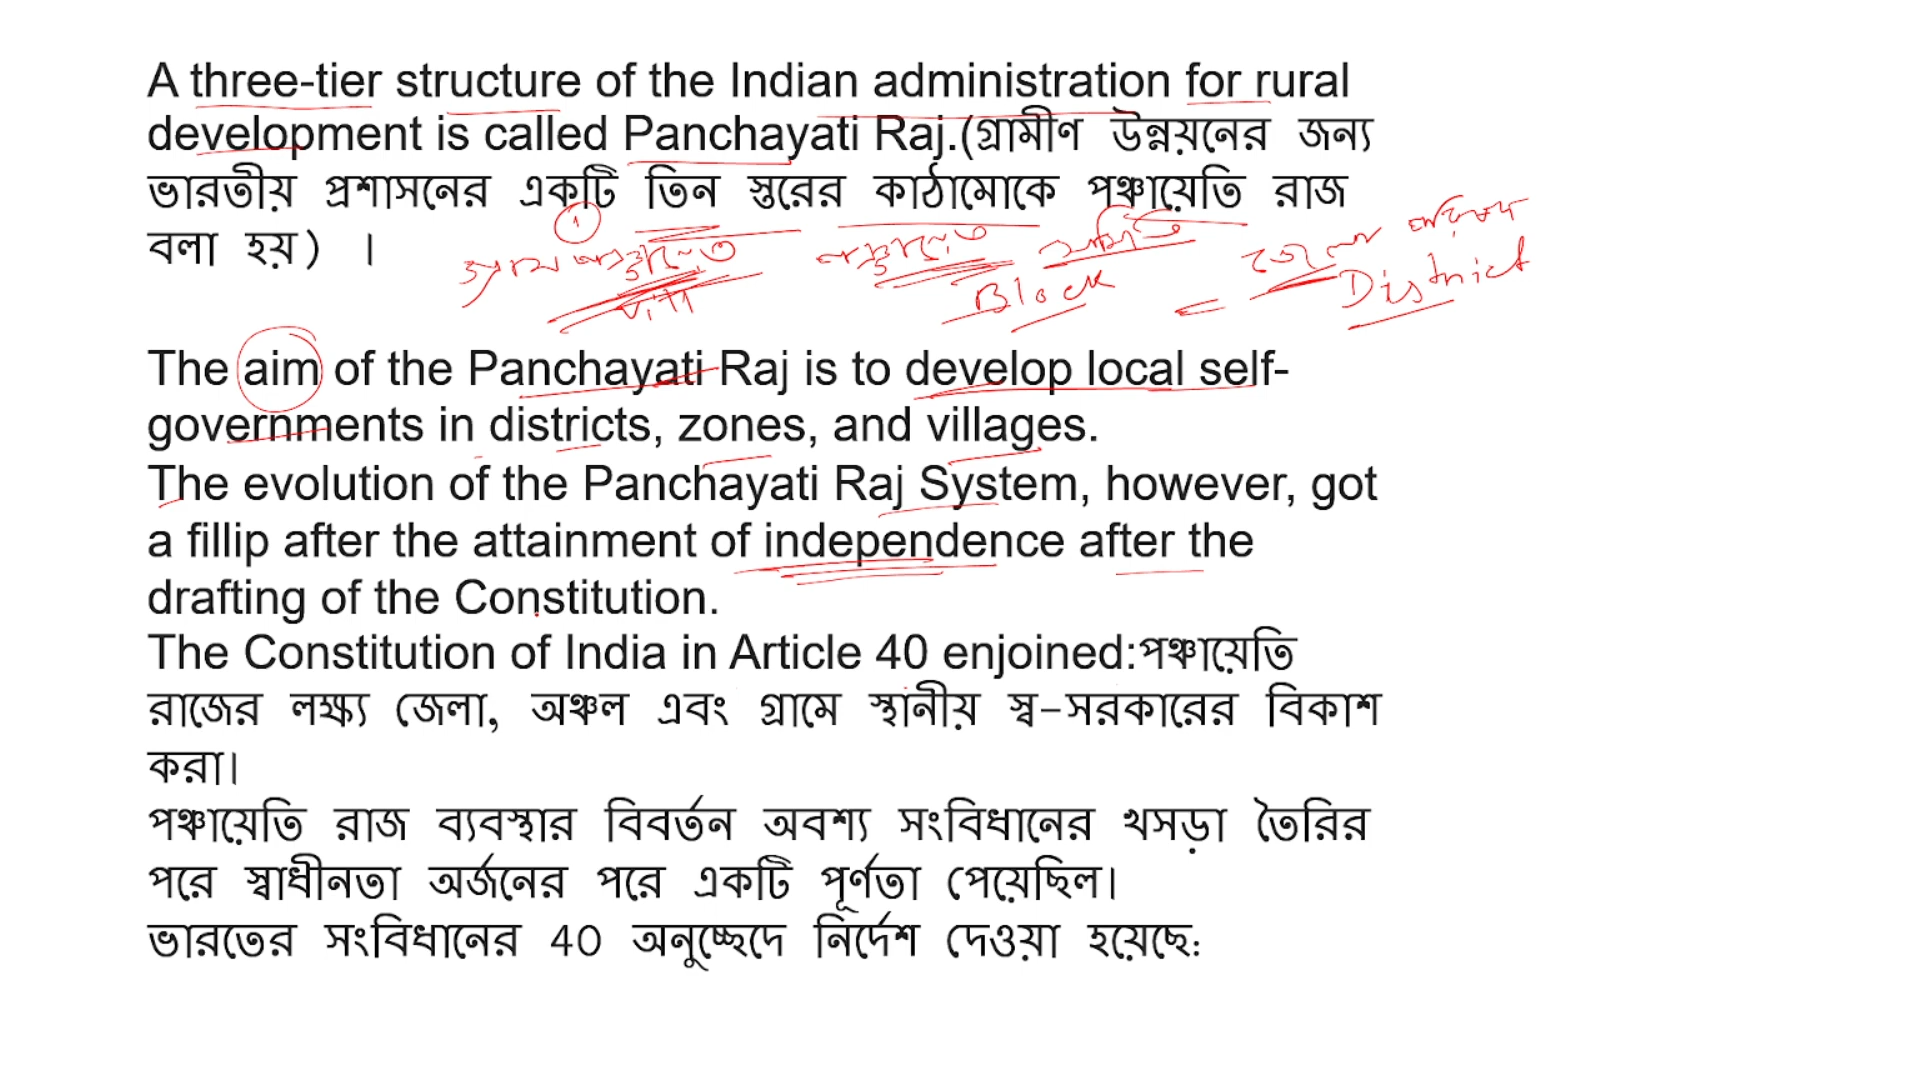 A three-tier structure of the Indian administration for rural
development is called Panchayati Raj.(গ্রামীণ উন্নয়নের জন্য
ভারতীয় প্রশাসনের একটি তিন স্তরের কাঠামোকে পঞ্চায়েতি রাজ
বলা হয়) ।
1
গ্রাম পঞ্চায়েত পঞ্চায়েত সমিতি জেলা পরিষদ
Vill Block = District
The aim of the Panchayati Raj is to develop local self-
governments in districts, zones, and villages.
The evolution of the Panchayati Raj System, however, got
a fillip after the attainment of independence after the
drafting of the Constitution.
The Constitution of India in Article 40 enjoined:পঞ্চায়েতি
রাজের লক্ষ্য জেলা, অঞ্চল এবং গ্রামে স্থানীয় স্ব-সরকারের বিকাশ
করা।
পঞ্চায়েতি রাজ ব্যবস্থার বিবর্তন অবশ্য সংবিধানের খসড়া তৈরির
পরে স্বাধীনতা অর্জনের পরে একটি পূর্ণতা পেয়েছিল।
ভারতের সংবিধানের 40 অনুচ্ছেদে নির্দেশ দেওয়া হয়েছে: